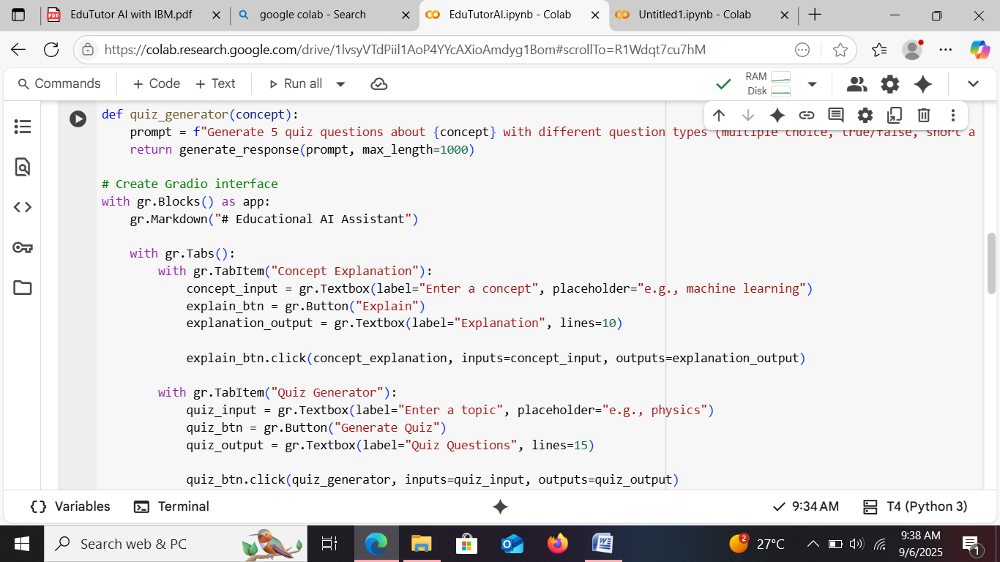 EduTutor AI with IBM.pdf
google colab - Search
EduTutorAI.ipynb - Colab
Untitled1.ipynb - Colab
https://colab.research.google.com/drive/1lvsyVTdPiil1AoP4YYcAXioAmdyg1Bom#scrollTo=R1Wdqt7cu7hM
Commands + Code + Text Run all
RAM
Disk
def quiz_generator(concept):
    prompt = f"Generate 5 quiz questions about {concept} with different question types (multiple choice, true/false, short a
    return generate_response(prompt, max_length=1000)
# Create Gradio interface
with gr.Blocks() as app:
    gr.Markdown("# Educational AI Assistant")
    with gr.Tabs():
        with gr.TabItem("Concept Explanation"):
            concept_input = gr.Textbox(label="Enter a concept", placeholder="e.g., machine learning")
            explain_btn = gr.Button("Explain")
            explanation_output = gr.Textbox(label="Explanation", lines=10)
            explain_btn.click(concept_explanation, inputs=concept_input, outputs=explanation_output)
        with gr.TabItem("Quiz Generator"):
            quiz_input = gr.Textbox(label="Enter a topic", placeholder="e.g., physics")
            quiz_btn = gr.Button("Generate Quiz")
            quiz_output = gr.Textbox(label="Quiz Questions", lines=15)
            quiz_btn.click(quiz_generator, inputs=quiz_input, outputs=quiz_output)
{} Variables Terminal
9:34 AM T4 (Python 3)
Search web & PC
2
27°C
9:38 AM
9/6/2025
1